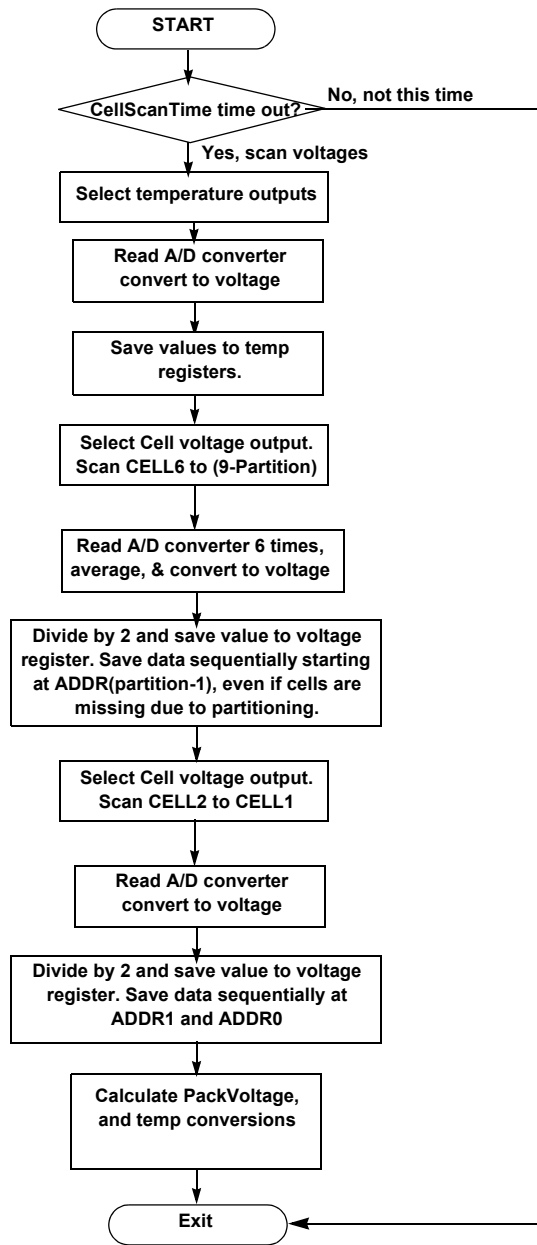 START
CellScanTime time out?
No, not this time
Yes, scan voltages
Select temperature outputs
Read A/D converter
convert to voltage
Save values to temp
registers.
Select Cell voltage output.
Scan CELL6 to (9-Partition)
Read A/D converter 6 times,
average, & convert to voltage
Divide by 2 and save value to voltage
register. Save data sequentially starting
at ADDR(partition-1), even if cells are
missing due to partitioning.
Select Cell voltage output.
Scan CELL2 to CELL1
Read A/D converter
convert to voltage
Divide by 2 and save value to voltage
register. Save data sequentially at
ADDR1 and ADDR0
Calculate PackVoltage,
and temp conversions
Exit